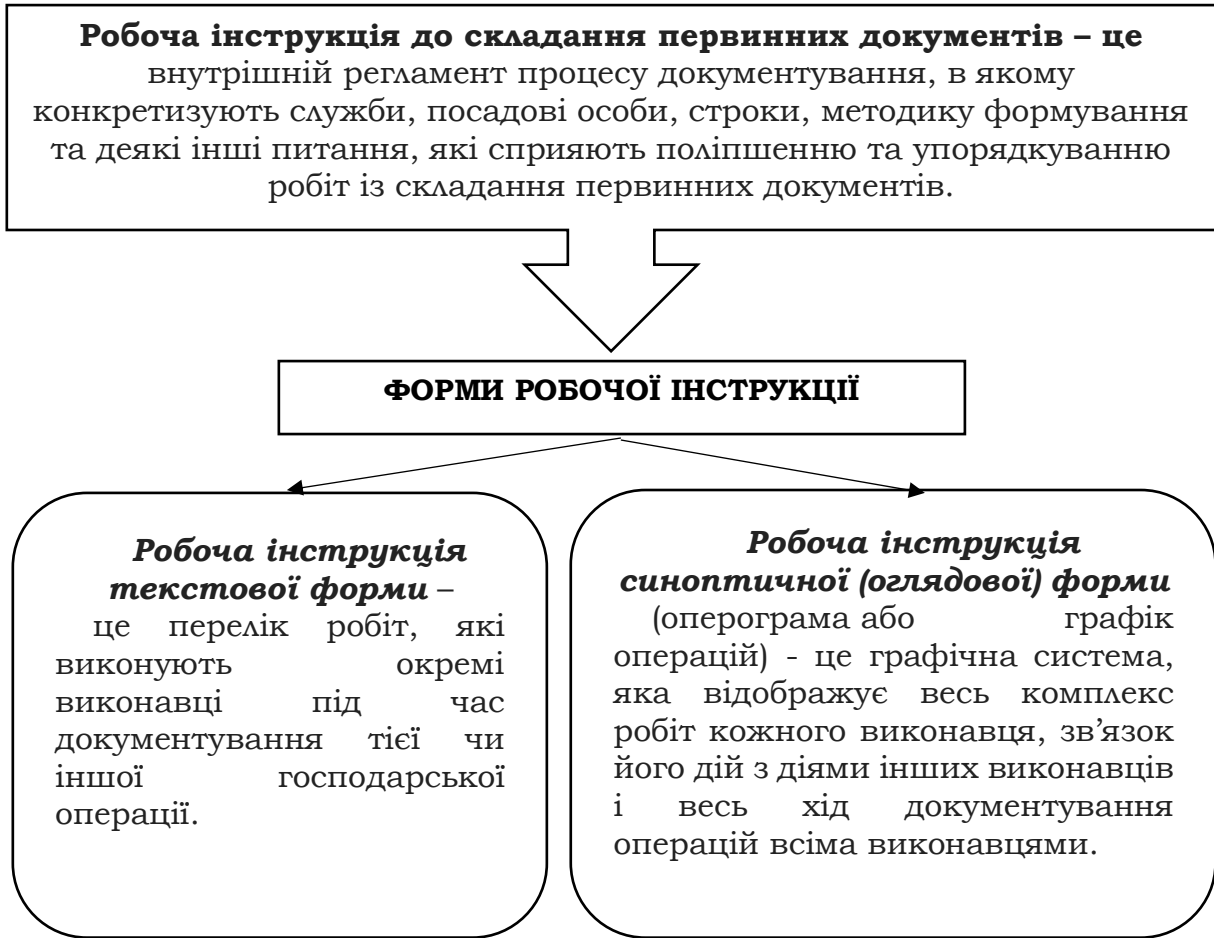 Робоча інструкція до складання первинних документів – це
внутрішній регламент процесу документування, в якому
конкретизують служби, посадові особи, строки, методику формування
та деякі інші питання, які сприяють поліпшенню та упорядкуванню
робіт із складання первинних документів.
ФОРМИ РОБОЧОЇ ІНСТРУКЦІЇ
Робоча інструкція
текстової форми –
це перелік робіт, які
виконують окремі
виконавці під час
документування тієї чи
іншої господарської
операції.
Робоча інструкція
синоптичної (оглядової) форми
(оперограма або графік
операцій) - це графічна система,
яка відображує весь комплекс
робіт кожного виконавця, зв’язок
його дій з діями інших виконавців
і весь хід документування
операцій всіма виконавцями.